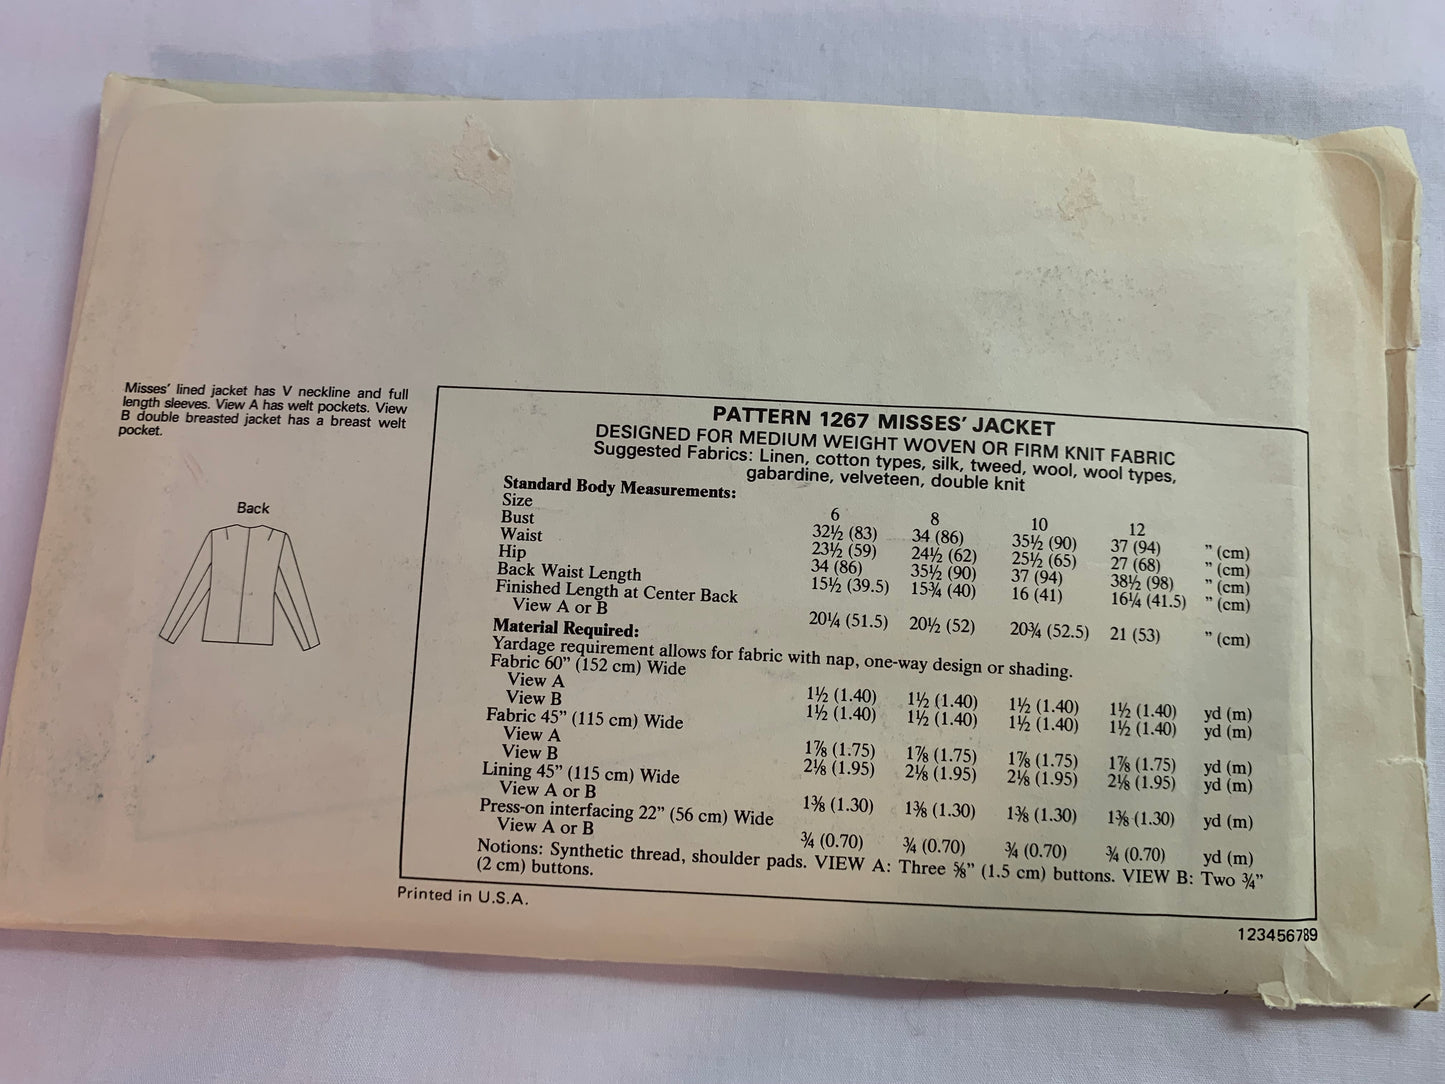 Misses' lined jacket has V neckline and full
length sleeves. View A has welt pockets. View
B double breasted jacket has a breast welt
pocket.
Back
PATTERN 1267 MISSES' JACKET
DESIGNED FOR MEDIUM WEIGHT WOVEN OR FIRM KNIT FABRIC
Suggested Fabrics: Linen, cotton types, silk, tweed, wool, wool types,
gabardine, velveteen, double knit
Standard Body Measurements:
Size 6 8 10 12
Bust 32½ (83) 34 (86) 35½ (90) 37 (94) " (cm)
Waist 23½ (59) 24½ (62) 25½ (65) 27 (68) " (cm)
Hip 34 (86) 35½ (90) 37 (94) 38½ (98) " (cm)
Back Waist Length 15½ (39.5) 15¾ (40) 16 (41) 16¼ (41.5) " (cm)
Finished Length at Center Back
View A or B 20¼ (51.5) 20½ (52) 20¾ (52.5) 21 (53) " (cm)
Material Required:
Yardage requirement allows for fabric with nap, one-way design or shading.
Fabric 60" (152 cm) Wide
View A 1½ (1.40) 1½ (1.40) 1½ (1.40) 1½ (1.40) yd (m)
View B 1½ (1.40) 1½ (1.40) 1½ (1.40) 1½ (1.40) yd (m)
Fabric 45" (115 cm) Wide
View A 1⅞ (1.75) 1⅞ (1.75) 1⅞ (1.75) 1⅞ (1.75) yd (m)
View B 2⅛ (1.95) 2⅛ (1.95) 2⅛ (1.95) 2⅛ (1.95) yd (m)
Lining 45" (115 cm) Wide
View A or B 1⅜ (1.30) 1⅜ (1.30) 1⅜ (1.30) 1⅜ (1.30) yd (m)
Press-on interfacing 22" (56 cm) Wide
View A or B ¾ (0.70) ¾ (0.70) ¾ (0.70) ¾ (0.70) yd (m)
Notions: Synthetic thread, shoulder pads. VIEW A: Three ⅝" (1.5 cm) buttons. VIEW B: Two ¾"
(2 cm) buttons.
Printed in U.S.A.
123456789